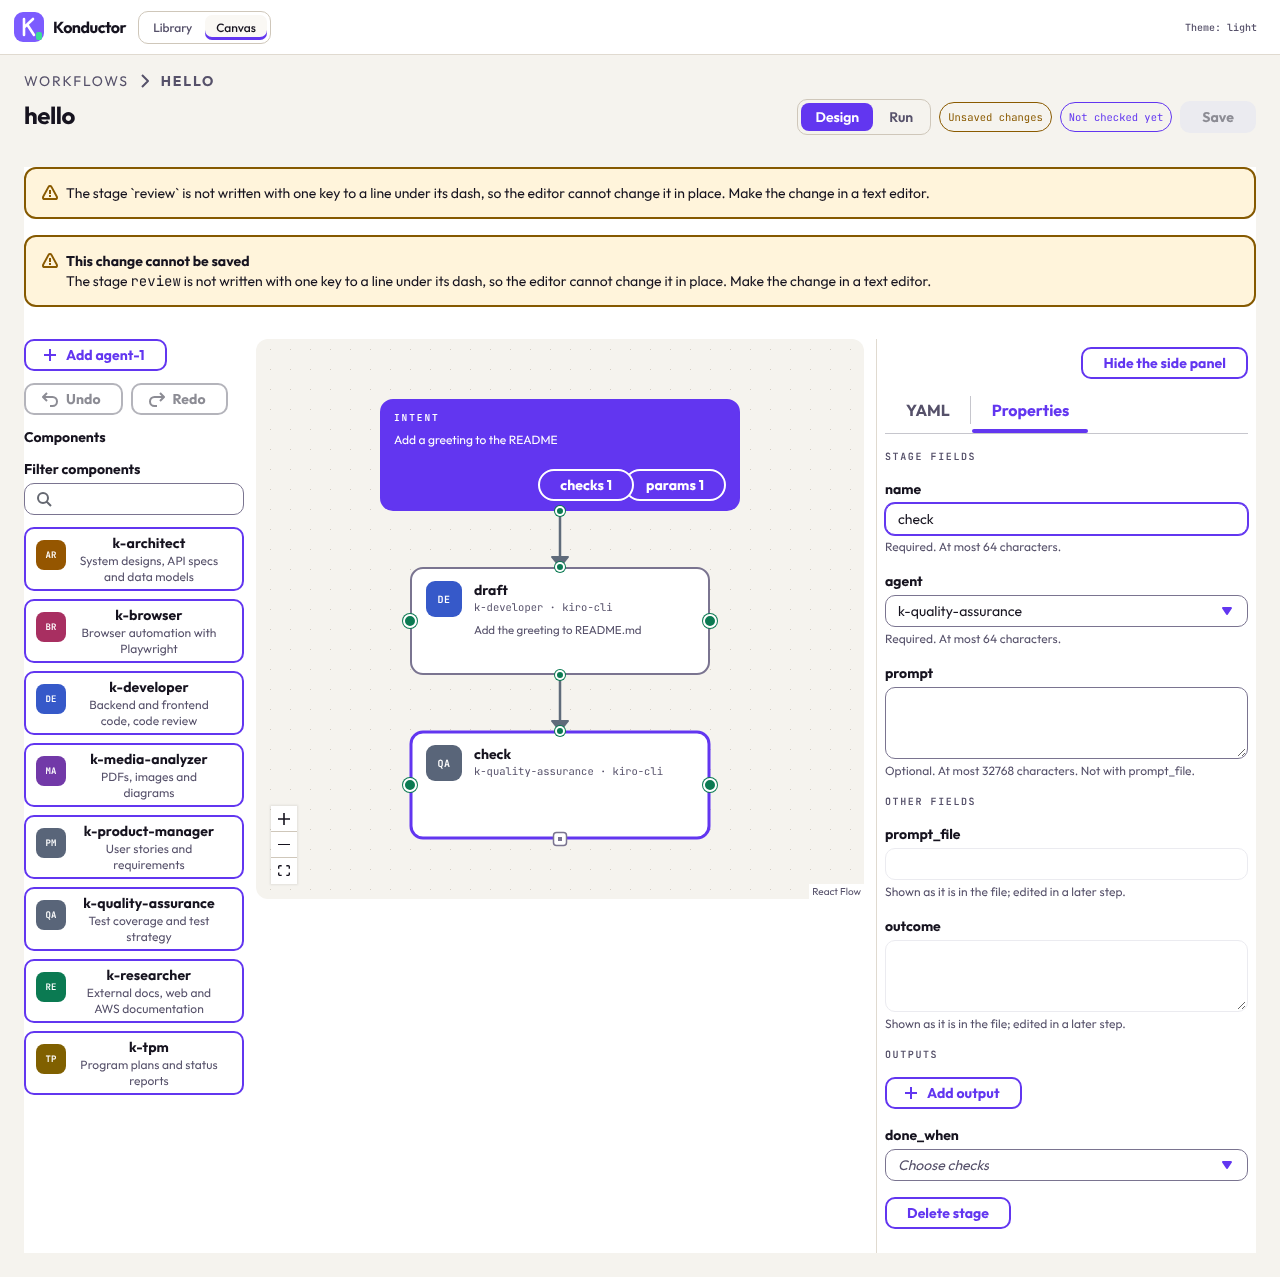 Konductor
Library
Canvas
Theme: light
WORKFLOWS
HELLO
hello
Design
Run
Unsaved changes
Not checked yet
Save
The stage `review` is not written with one key to a line under its dash, so the editor cannot change it in place. Make the change in a text editor.
This change cannot be saved
The stage review is not written with one key to a line under its dash, so the editor cannot change it in place. Make the change in a text editor.
Add agent-1
Undo
Redo
Components
Filter components
AR
k-architect
System designs, API specs
and data models
BR
k-browser
Browser automation with
Playwright
DE
k-developer
Backend and frontend
code, code review
MA
k-media-analyzer
PDFs, images and
diagrams
PM
k-product-manager
User stories and
requirements
QA
k-quality-assurance
Test coverage and test
strategy
RE
k-researcher
External docs, web and
AWS documentation
TP
k-tpm
Program plans and status
reports
INTENT
Add a greeting to the README
checks 1
params 1
DE
draft
k-developer · kiro-cli
Add the greeting to README.md
QA
check
k-quality-assurance · kiro-cli
React Flow
Hide the side panel
YAML
Properties
STAGE FIELDS
name
check
Required. At most 64 characters.
agent
k-quality-assurance
Required. At most 64 characters.
prompt
Optional. At most 32768 characters. Not with prompt_file.
OTHER FIELDS
prompt_file
Shown as it is in the file; edited in a later step.
outcome
Shown as it is in the file; edited in a later step.
OUTPUTS
Add output
done_when
Choose checks
Delete stage